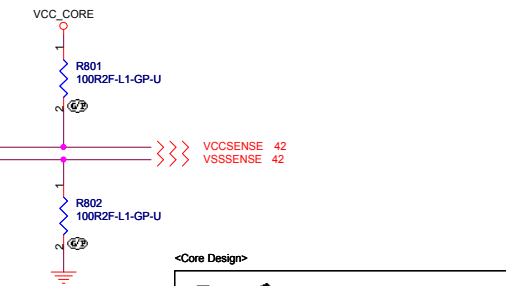 VCC_CORE
1
R801
100R2F-L1-GP-U
2 G/P
VCCSENSE 42
VSSSENSE 42
1
R802
100R2F-L1-GP-U
2 G/P
<Core Design>